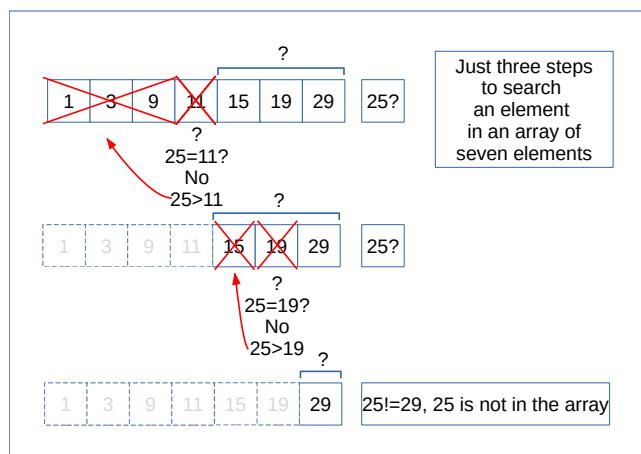 ?
1 3 9 11 15 19 29 25?
Just three steps
to search
an element
in an array of
seven elements
?
25=11?
No
25>11
?
1 3 9 11 15 19 29 25?
?
25=19?
No
25>19
?
1 3 9 11 15 19 29
25!=29, 25 is not in the array